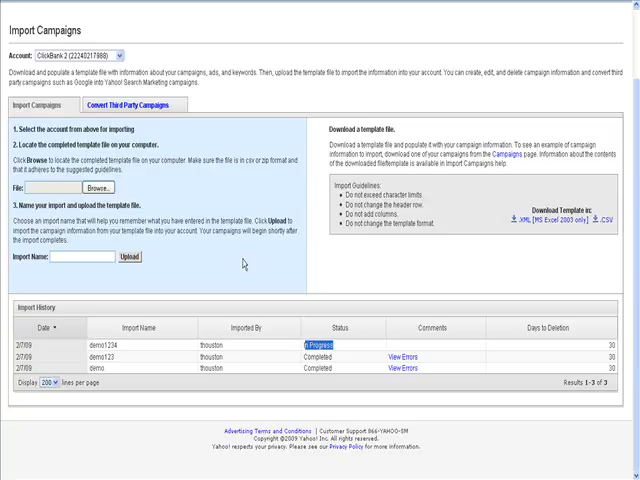 Import Campaigns
Account: ClickBank 2 (22240217988)
Download and populate a template file with information about your campaigns, ads, and keywords. Then, upload the template file to import the information into your account. You can create, edit, and delete campaign information and convert third
party campaigns such as Google into Yahoo! Search Marketing campaigns.
Import Campaigns Convert Third Party Campaigns
1. Select the account from above for importing
2. Locate the completed template file on your computer.
Click Browse to locate the completed template file on your computer. Make sure the file is in csv or zip format and
that it adheres to the suggested guidelines.
File: Browse..
3. Name your import and upload the template file.
Choose an import name that will help you remember what you have entered in the template file. Click Upload to
import the campaign information from your template file into your account. Your campaigns will begin shortly after
the import completes.
Import Name: Upload
Download a template file.
Download a template file and populate it with your campaign information. To see an example of campaign
information to import, download one of your campaigns from the Campaigns page. Information about the contents
of the downloaded file/template is available in Import Campaigns help.
Import Guidelines:
• Do not exceed character limits.
• Do not change the header row.
• Do not add columns.
• Do not change the template format.
Download Template in:
.XML [MS Excel 2003 only] .CSV
Import History
Date Import Name Imported By Status Comments Days to Deletion
2/7/09 demo1234 thouston n Progress 30
2/7/09 demo123 thouston Completed View Errors 30
2/7/09 demo thouston Completed View Errors 30
Display 200 lines per page Results 1-3 of 3
Advertising Terms and Conditions | Customer Support 866-YAHOO-SM
Copyright @2009 Yahoo! Inc. All rights reserved.
Yahoo! respects your privacy. Please see our Privacy Policy for more information.